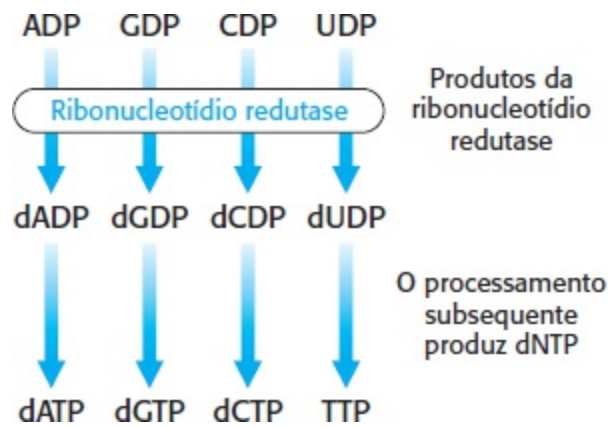 ADP GDP CDP UDP
Ribonucleotídio redutase
Produtos da
ribonucleotídio
redutase
dADP dGDP dCDP dUDP
O processamento
subsequente
produz dNTP
dATP dGTP dCTP TTP